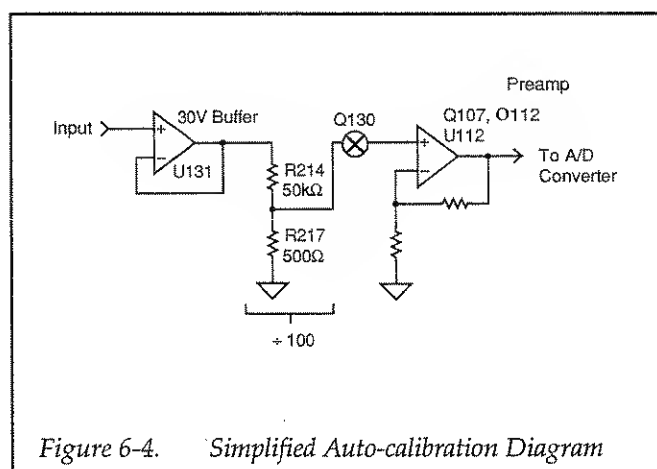 Preamp
30V Buffer
Q130
Q107, Q112
U112
Input
+
−
U131
+
−
To A/D
Converter
R214
50kΩ
R217
500Ω
÷ 100
Figure 6-4. Simplified Auto-calibration Diagram